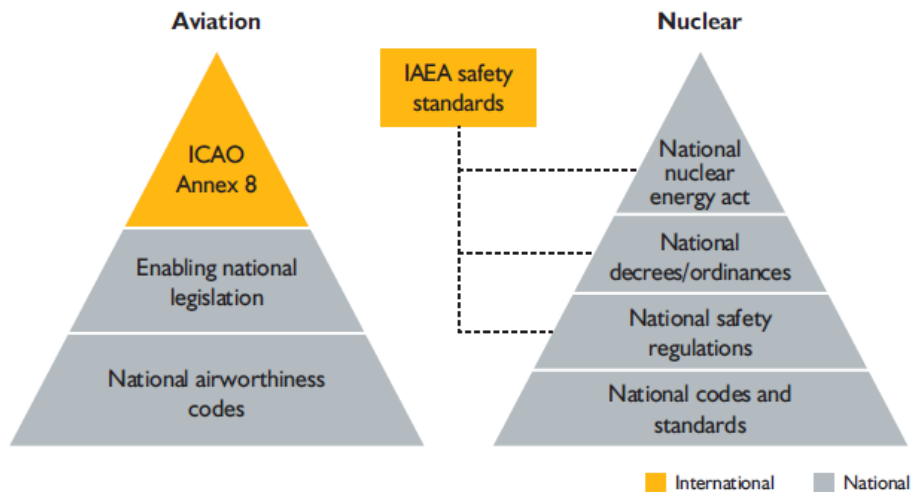 Aviation
ICAO
Annex 8
Enabling national
legislation
National airworthiness
codes
IAEA safety
standards
Nuclear
National
nuclear
energy act
National
decrees/ordinances
National safety
regulations
National codes and
standards
International
National